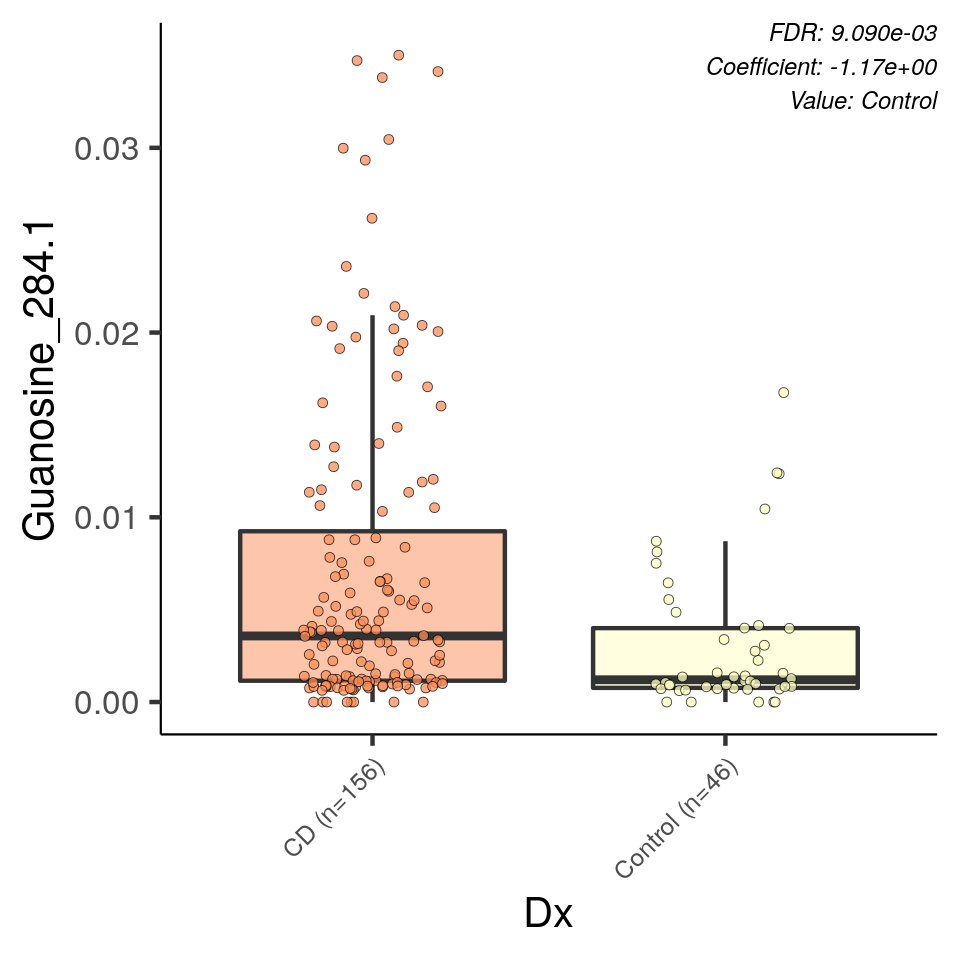 FDR: 9.090e-03
Coefficient: -1.17e+00
Value: Control
Guanosine_284.1
0.03
0.02
0.01
0.00
CD (n=156)
Control (n=46)
Dx